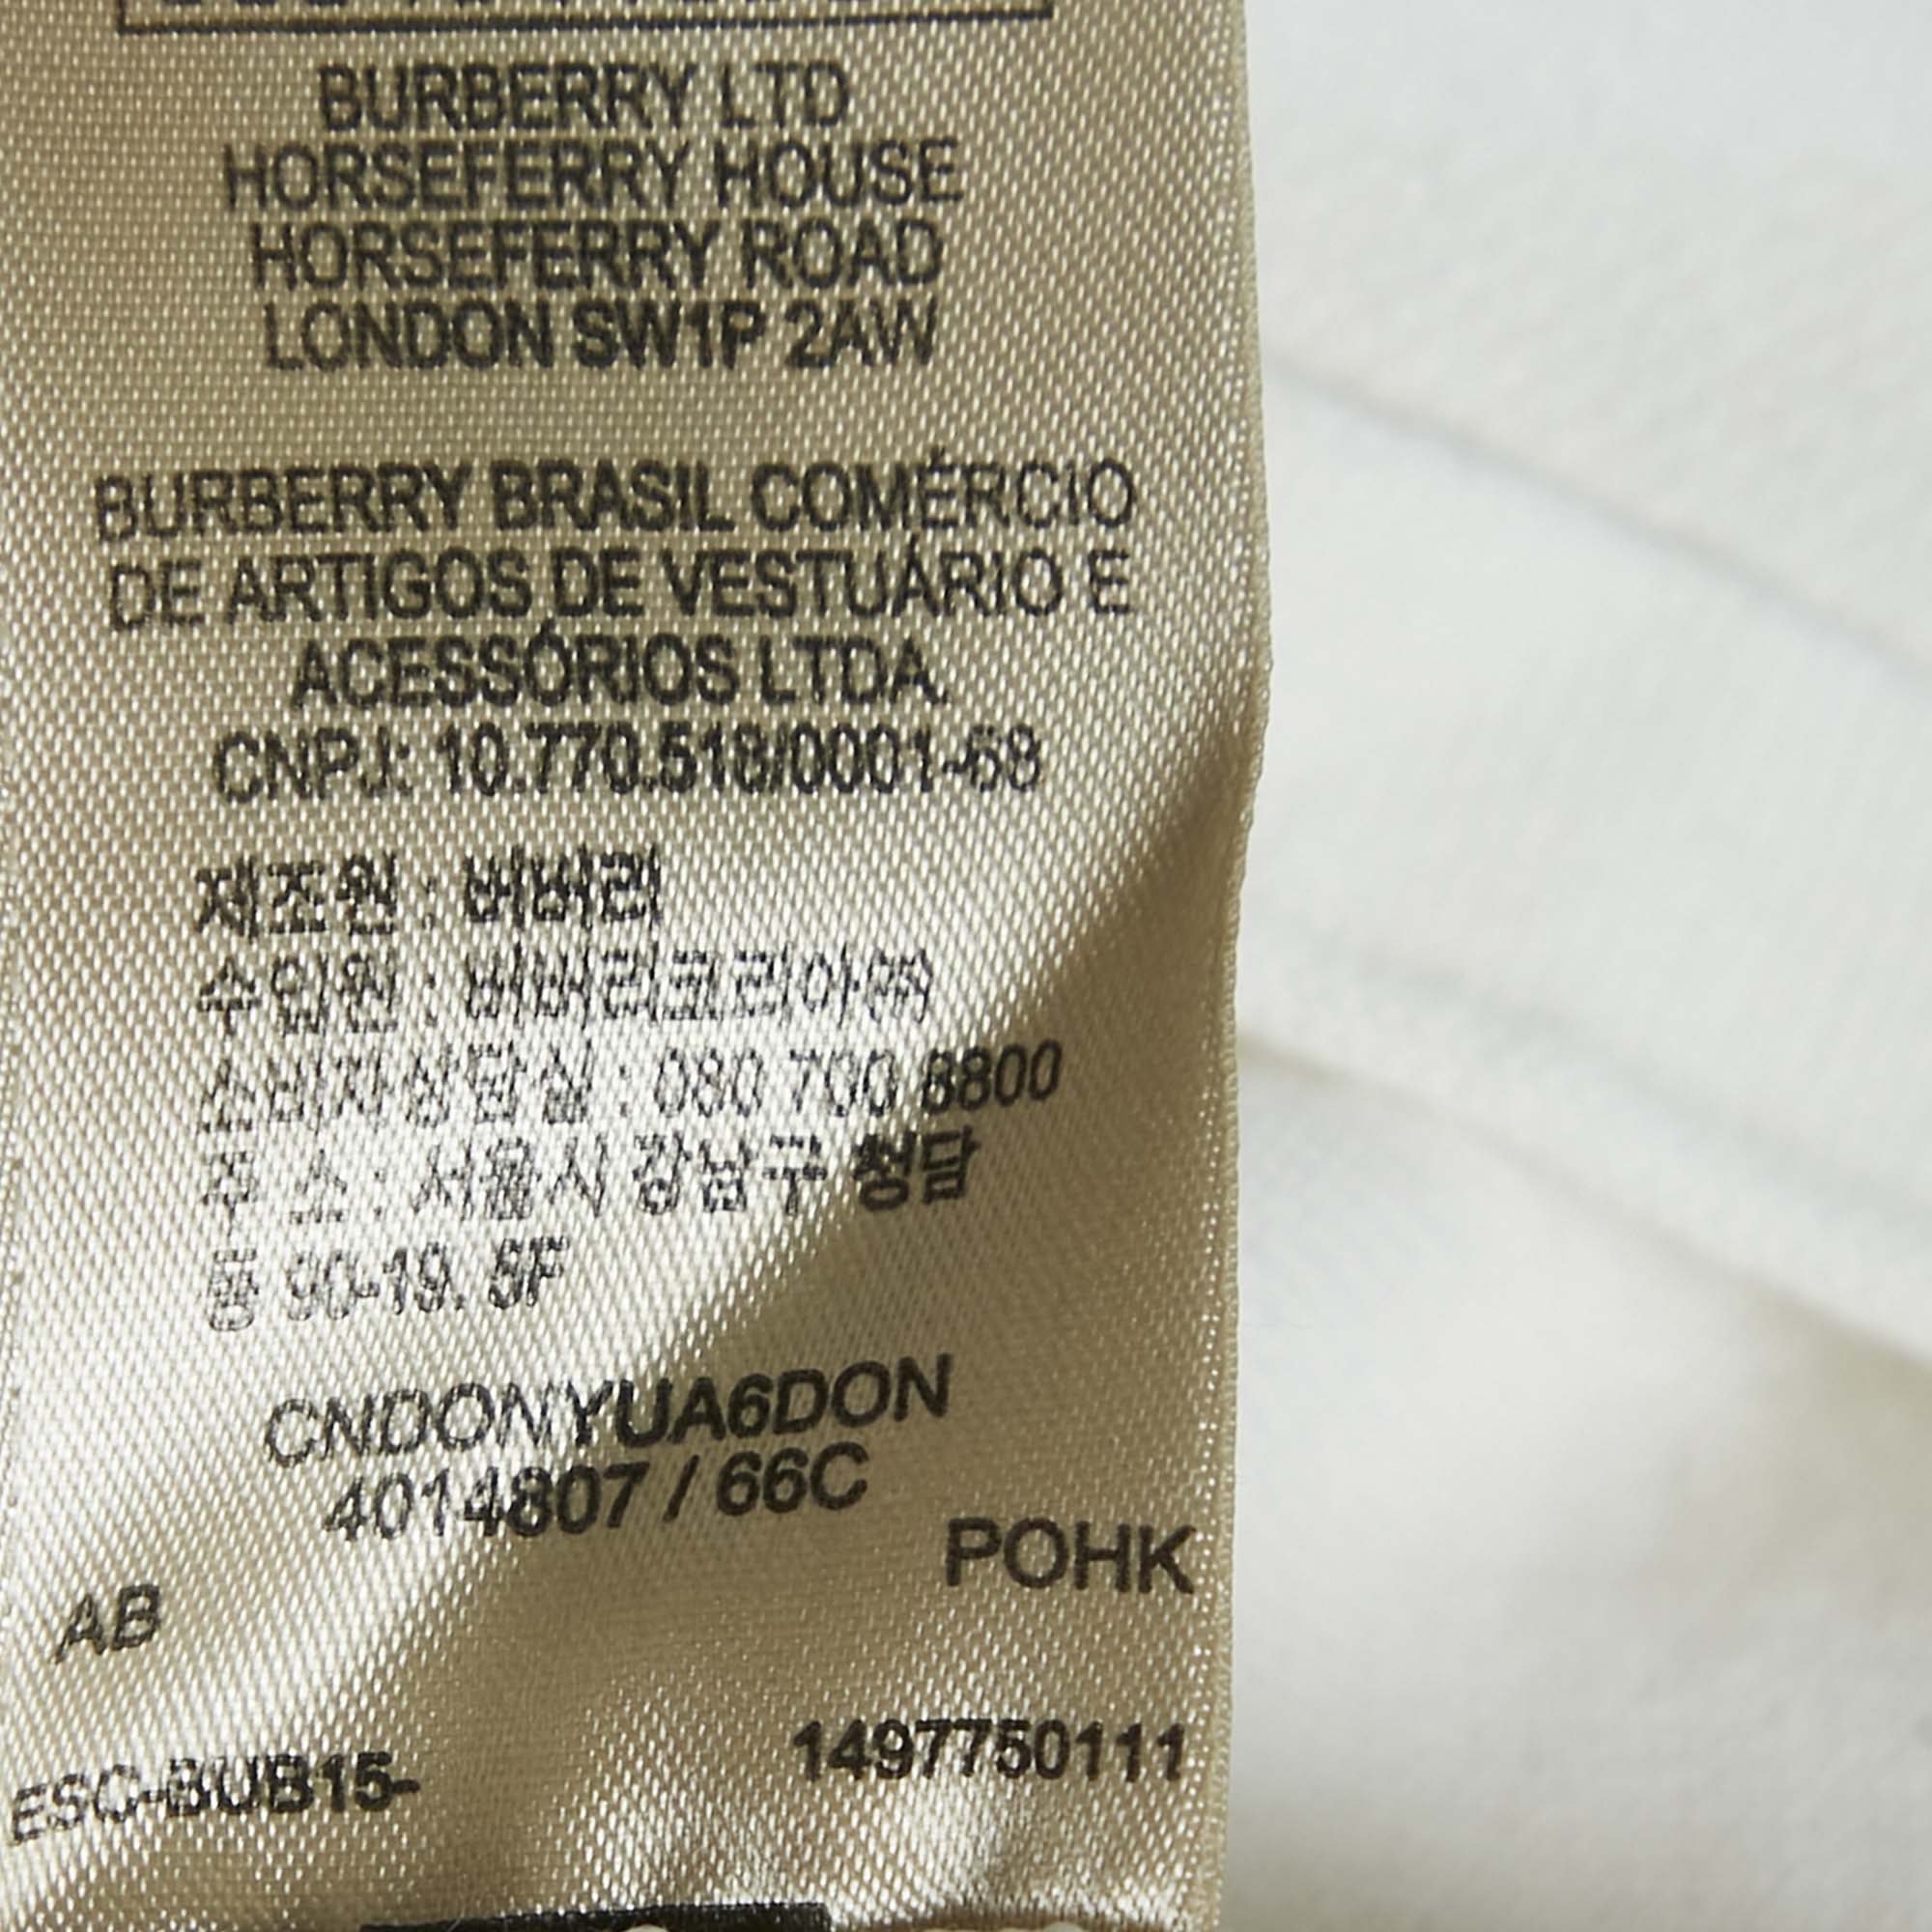 BURBERRY LTD
HORSEFERRY HOUSE
HORSEFERRY ROAD
LONDON SW1P 2AW
BURBERRY BRASIL COMÉRCIO
DE ARTIGOS DE VESTUÁRIO E
ACESSÓRIOS LTDA
CNPJ: 10.770.518/0001-68
제조원 : 버버리
수입원 : 버버리코리아㈜
소비자상담실 : 080 700 8800
주 소 : 서울시 강남구 청담
동 90-19. 5F
CNDONYUA6DON
4014807 / 66C
POHK
AB
1497750111
ESC-BUB15-